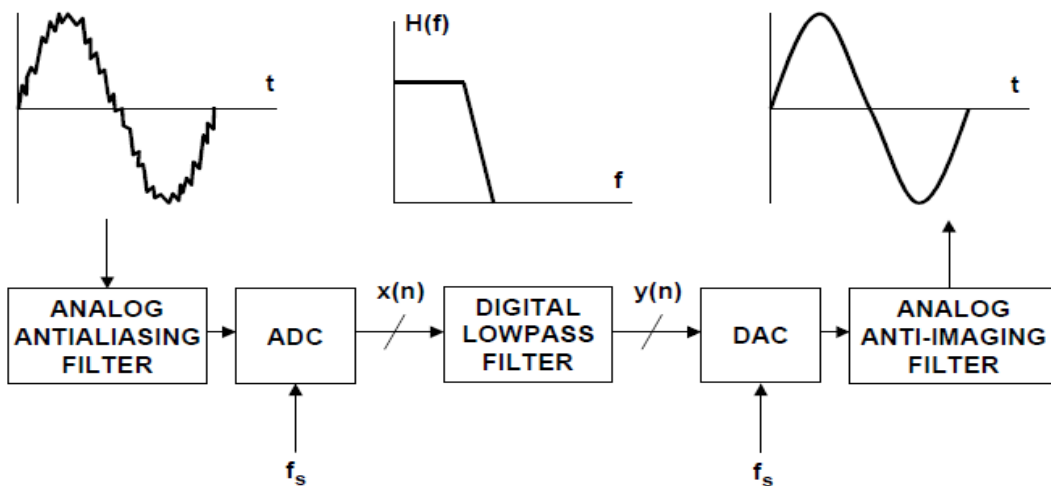 t
H(f)
f
t
ANALOG
ANTIALIASING
FILTER
ADC
x(n)
DIGITAL
LOWPASS
FILTER
y(n)
DAC
ANALOG
ANTI-IMAGING
FILTER
fs
fs